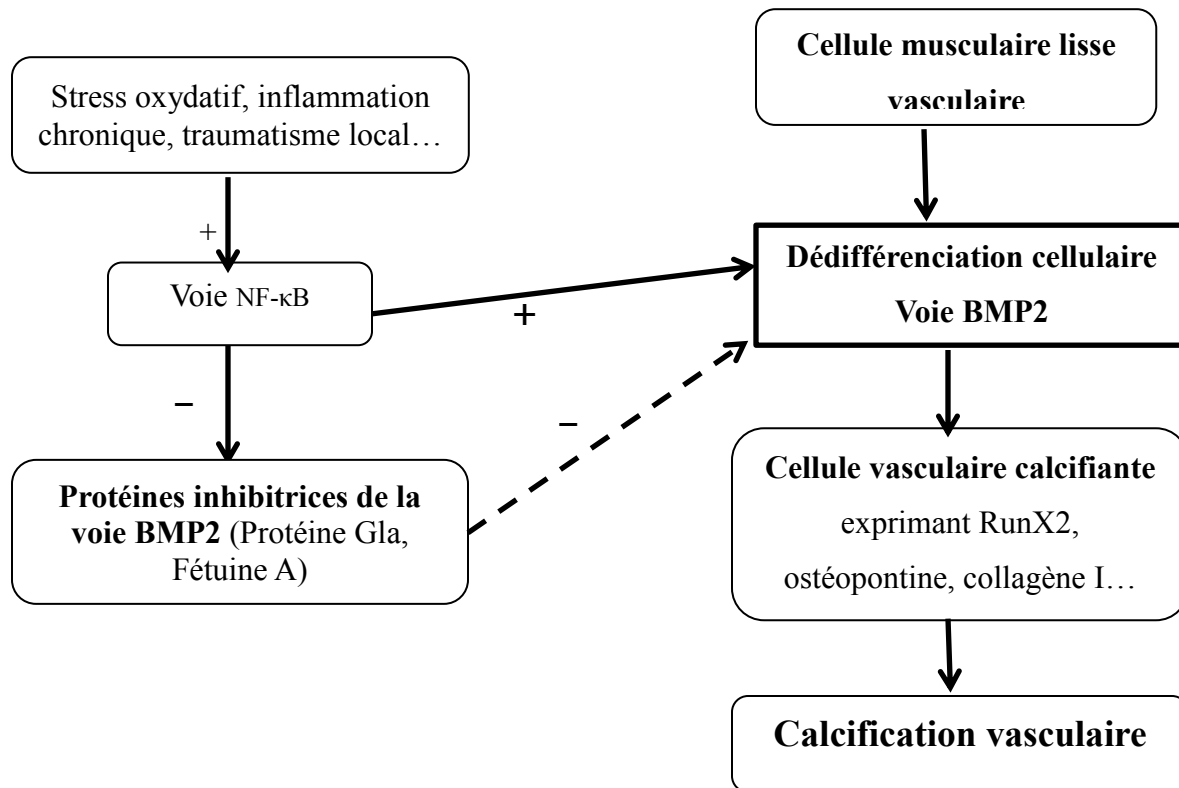 Stress oxydatif, inflammation
chronique, traumatisme local…
+
Voie NF-κB
+
−
Protéines inhibitrices de la
voie BMP2 (Protéine Gla,
Fétuine A)
−
Cellule musculaire lisse
vasculaire
Dédifférenciation cellulaire
Voie BMP2
Cellule vasculaire calcifiante
exprimant RunX2,
ostéopontine, collagène I…
Calcification vasculaire